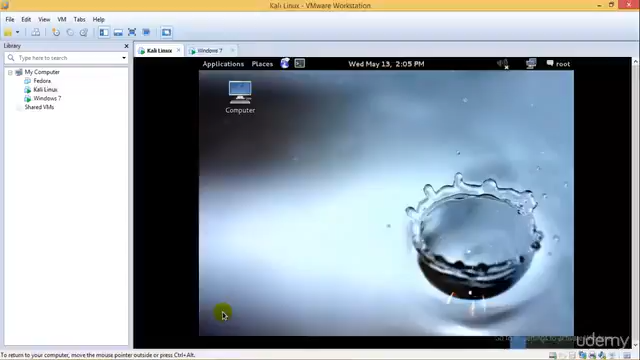 Kali Linux - VMware Workstation
File Edit View VM Tabs Help
Library
Type here to search
My Computer
Fedora
Kali Linux
Windows 7
Shared VMs
Kali Linux
Windows 7
Applications Places
Wed May 13, 2:05 PM
root
Computer
udemy
To return to your computer, move the mouse pointer outside or press Ctrl+Alt.